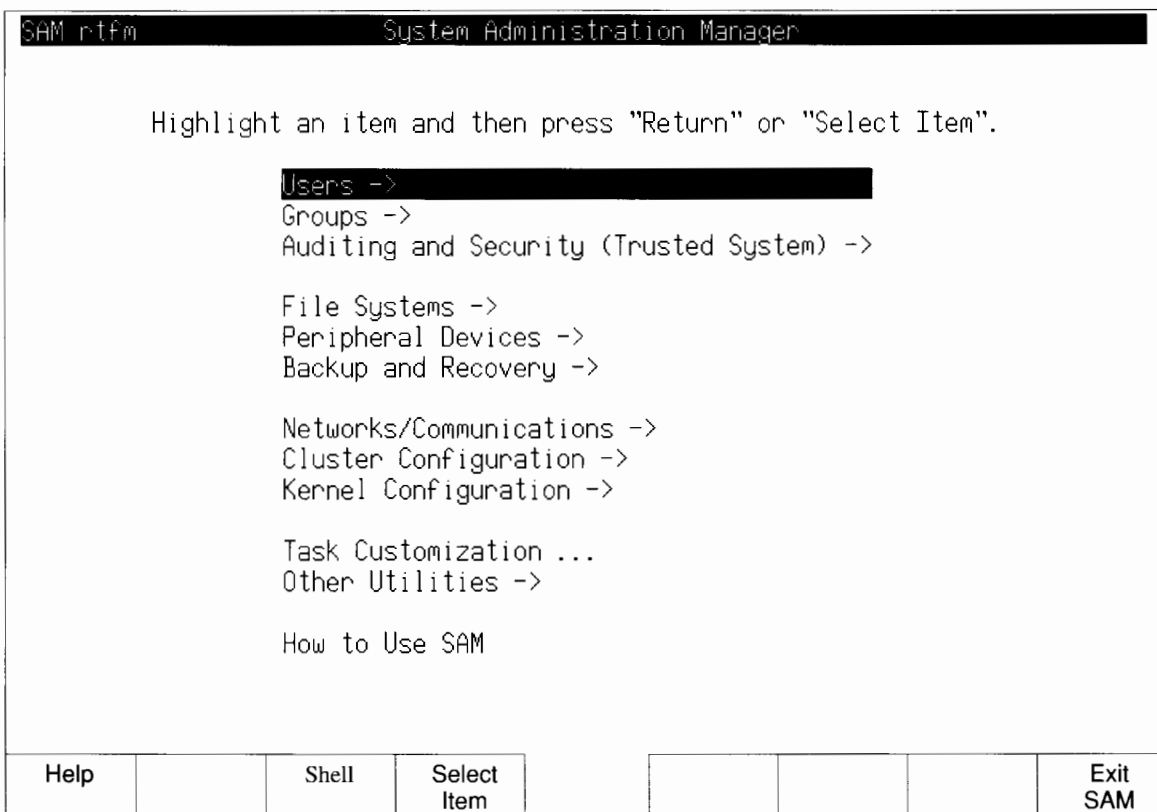 SAM rtfm System Administration Manager
Highlight an item and then press "Return" or "Select Item".
Users ->
Groups ->
Auditing and Security (Trusted System) ->
File Systems ->
Peripheral Devices ->
Backup and Recovery ->
Networks/Communications ->
Cluster Configuration ->
Kernel Configuration ->
Task Customization ...
Other Utilities ->
How to Use SAM
Help Shell Select Item Exit SAM